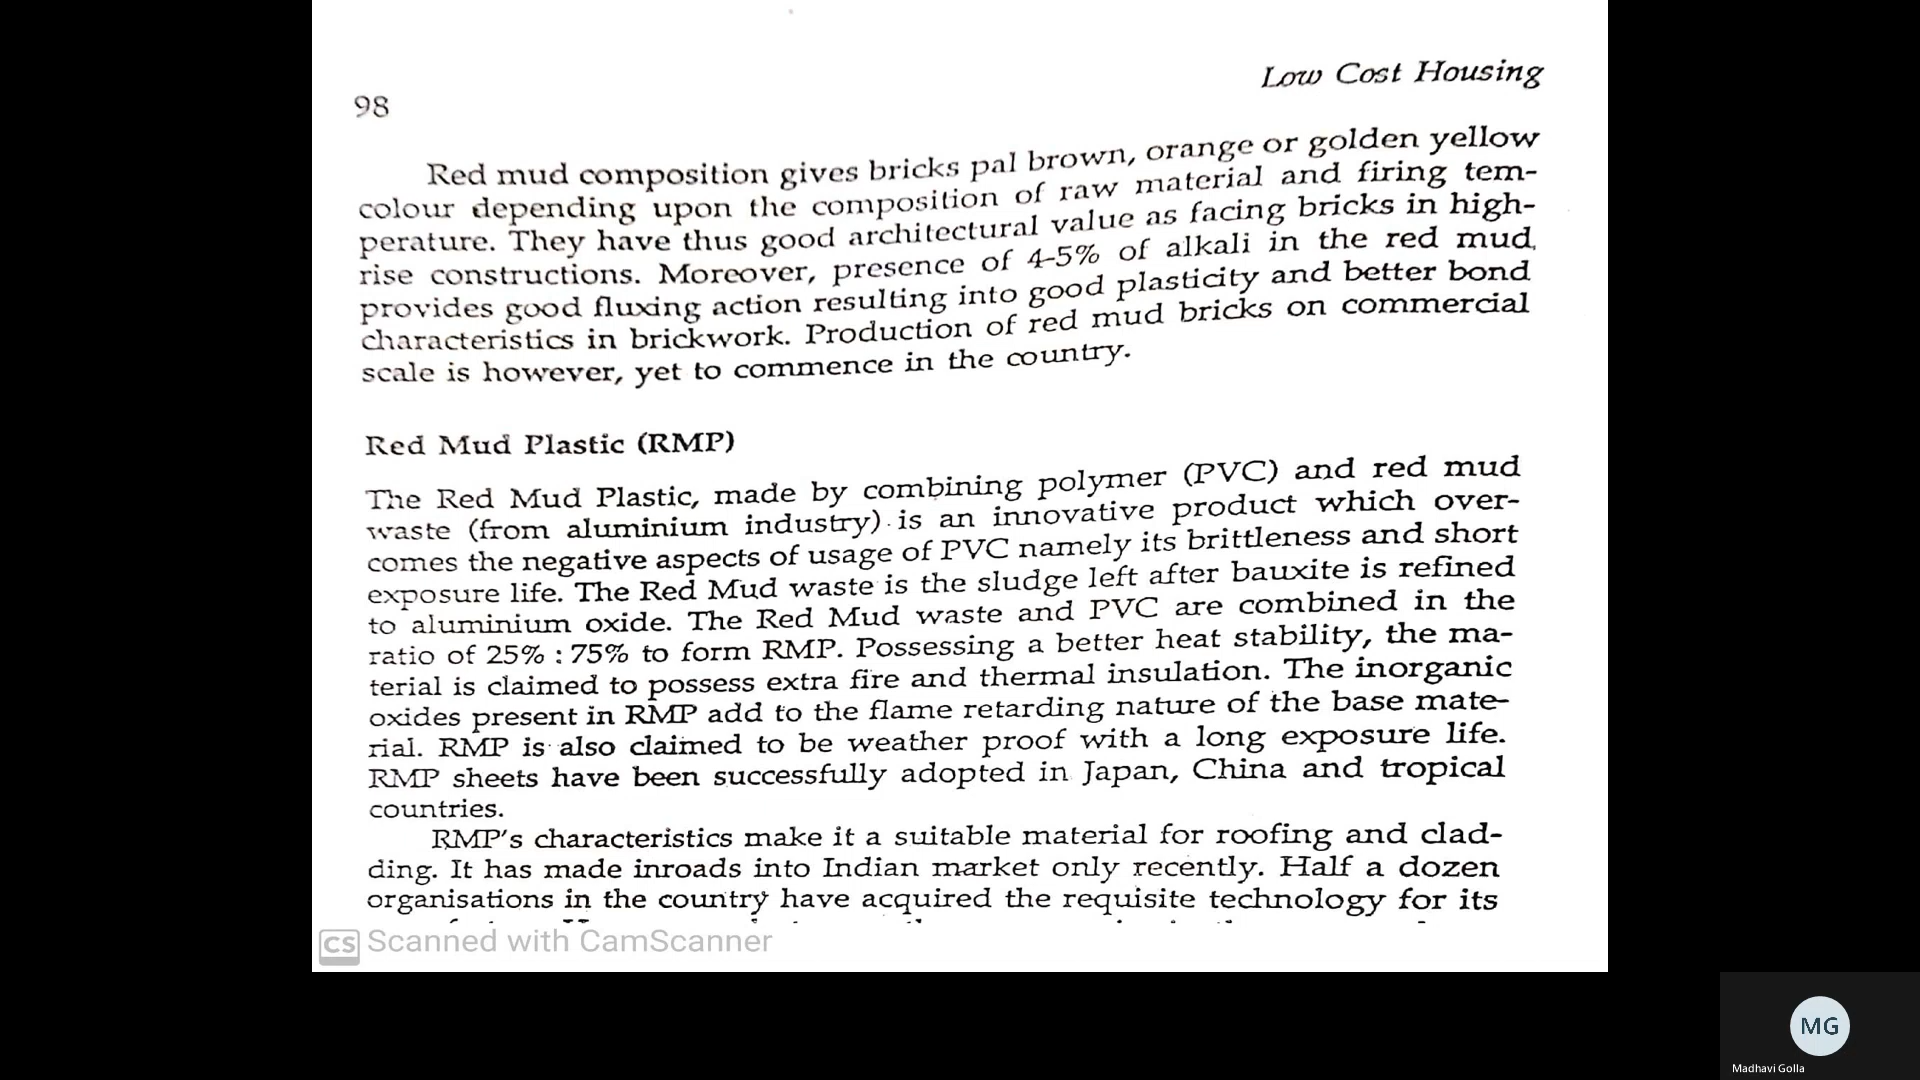 Low Cost Housing
98
Red mud composition gives bricks pal brown, orange or golden yellow
colour depending upon the composition of raw material and firing tem-
perature. They have thus good architectural value as facing bricks in high-
rise constructions. Moreover, presence of 4-5% of alkali in the red mud,
provides good fluxing action resulting into good plasticity and better bond
characteristics in brickwork. Production of red mud bricks on commercial
scale is however, yet to commence in the country.
Red Mud Plastic (RMP)
The Red Mud Plastic, made by combining polymer (PVC) and red mud
waste (from aluminium industry) is an innovative product which over-
comes the negative aspects of usage of PVC namely its brittleness and short
exposure life. The Red Mud waste is the sludge left after bauxite is refined
to aluminium oxide. The Red Mud waste and PVC are combined in the
ratio of 25% : 75% to form RMP. Possessing a better heat stability, the ma-
terial is claimed to possess extra fire and thermal insulation. The inorganic
oxides present in RMP add to the flame retarding nature of the base mate-
rial. RMP is also claimed to be weather proof with a long exposure life.
RMP sheets have been successfully adopted in Japan, China and tropical
countries.
RMP's characteristics make it a suitable material for roofing and clad-
ding. It has made inroads into Indian market only recently. Half a dozen
organisations in the country have acquired the requisite technology for its
CS Scanned with CamScanner
MG
Madhavi Golla